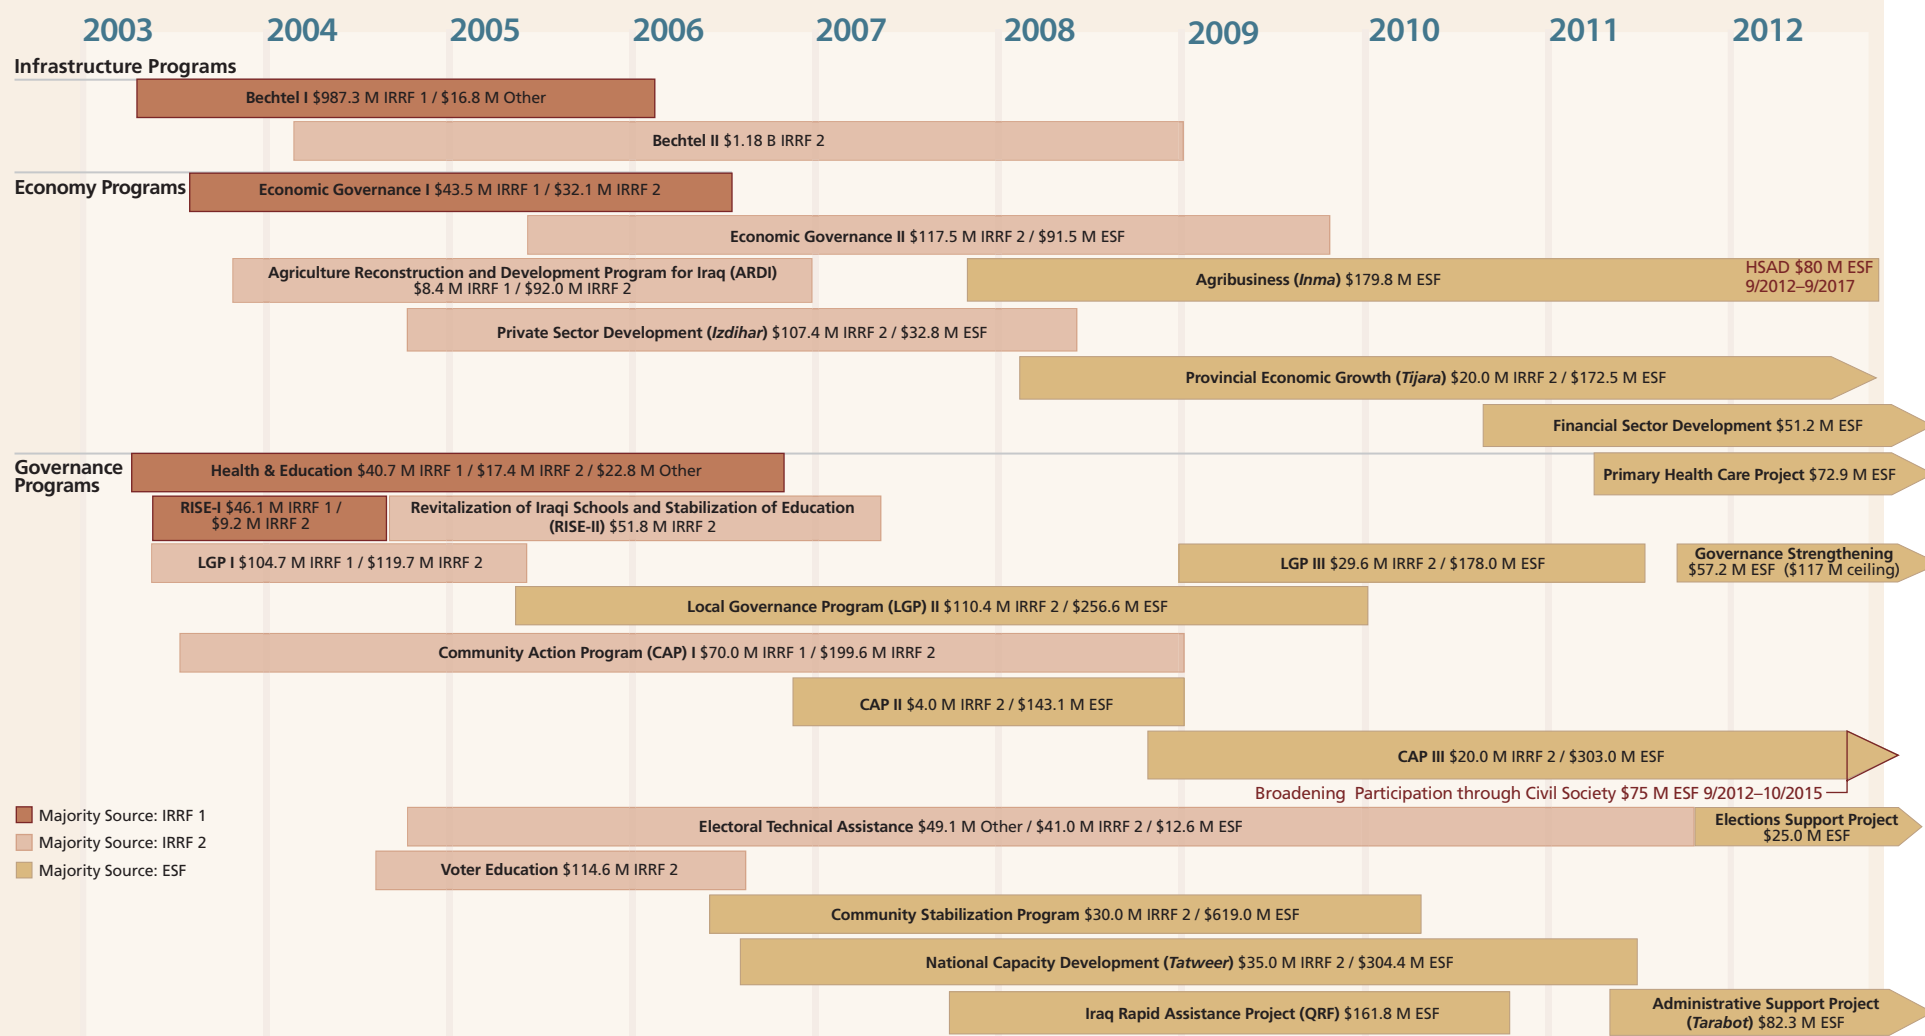 2003 2004 2005 2006 2007 2008 2009 2010 2011 2012
Infrastructure Programs
Bechtel I $987.3 M IRRF 1 / $16.8 M Other
Bechtel II $1.18 B IRRF 2
Economy Programs
Economic Governance I $43.5 M IRRF 1 / $32.1 M IRRF 2
Economic Governance II $117.5 M IRRF 2 / $91.5 M ESF
Agriculture Reconstruction and Development Program for Iraq (ARDI)
$8.4 M IRRF 1 / $92.0 M IRRF 2
Agribusiness (Inma) $179.8 M ESF
HSAD $80 M ESF
9/2012–9/2017
Private Sector Development (Izdihar) $107.4 M IRRF 2 / $32.8 M ESF
Provincial Economic Growth (Tijara) $20.0 M IRRF 2 / $172.5 M ESF
Financial Sector Development $51.2 M ESF
Governance
Programs
Health & Education $40.7 M IRRF 1 / $17.4 M IRRF 2 / $22.8 M Other
Primary Health Care Project $72.9 M ESF
RISE-I $46.1 M IRRF 1 /
$9.2 M IRRF 2
Revitalization of Iraqi Schools and Stabilization of Education
(RISE-II) $51.8 M IRRF 2
LGP I $104.7 M IRRF 1 / $119.7 M IRRF 2
LGP III $29.6 M IRRF 2 / $178.0 M ESF
Governance Strengthening
$57.2 M ESF ($117 M ceiling)
Local Governance Program (LGP) II $110.4 M IRRF 2 / $256.6 M ESF
Community Action Program (CAP) I $70.0 M IRRF 1 / $199.6 M IRRF 2
CAP II $4.0 M IRRF 2 / $143.1 M ESF
CAP III $20.0 M IRRF 2 / $303.0 M ESF
Broadening Participation through Civil Society $75 M ESF 9/2012–10/2015
Electoral Technical Assistance $49.1 M Other / $41.0 M IRRF 2 / $12.6 M ESF
Elections Support Project
$25.0 M ESF
Voter Education $114.6 M IRRF 2
Community Stabilization Program $30.0 M IRRF 2 / $619.0 M ESF
National Capacity Development (Tatweer) $35.0 M IRRF 2 / $304.4 M ESF
Iraq Rapid Assistance Project (QRF) $161.8 M ESF
Administrative Support Project
(Tarabot) $82.3 M ESF
Majority Source: IRRF 1
Majority Source: IRRF 2
Majority Source: ESF